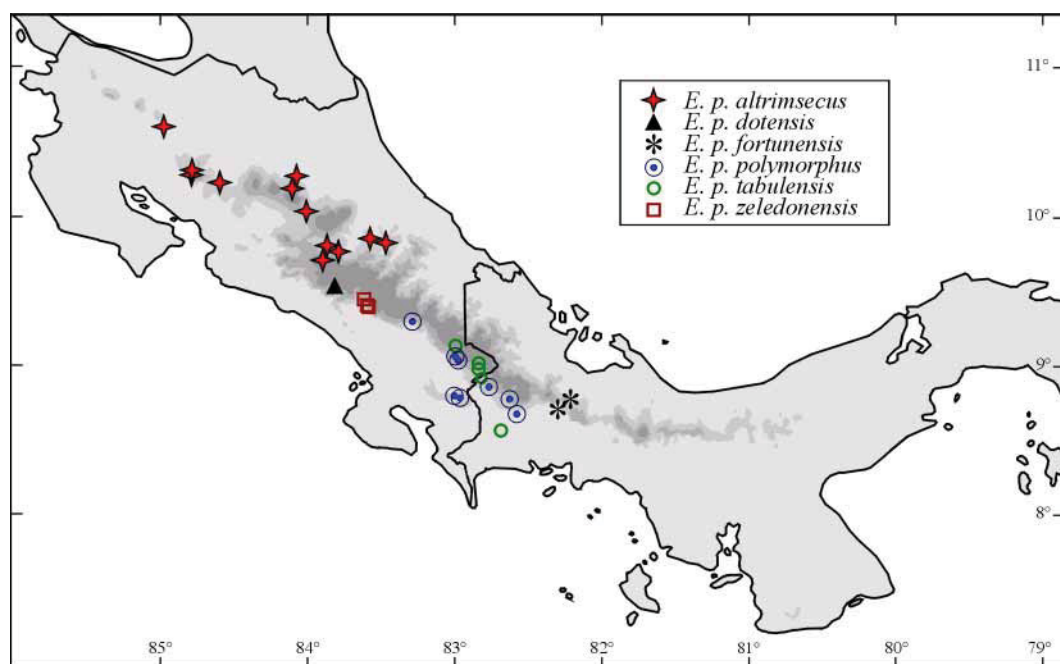 11°
E. p. altrimsecus
E. p. dotensis
E. p. fortunensis
E. p. polymorphus
E. p. tabulensis
E. p. zeledonensis
10°
9°
8°
85° 84° 83° 82° 81° 80° 79°